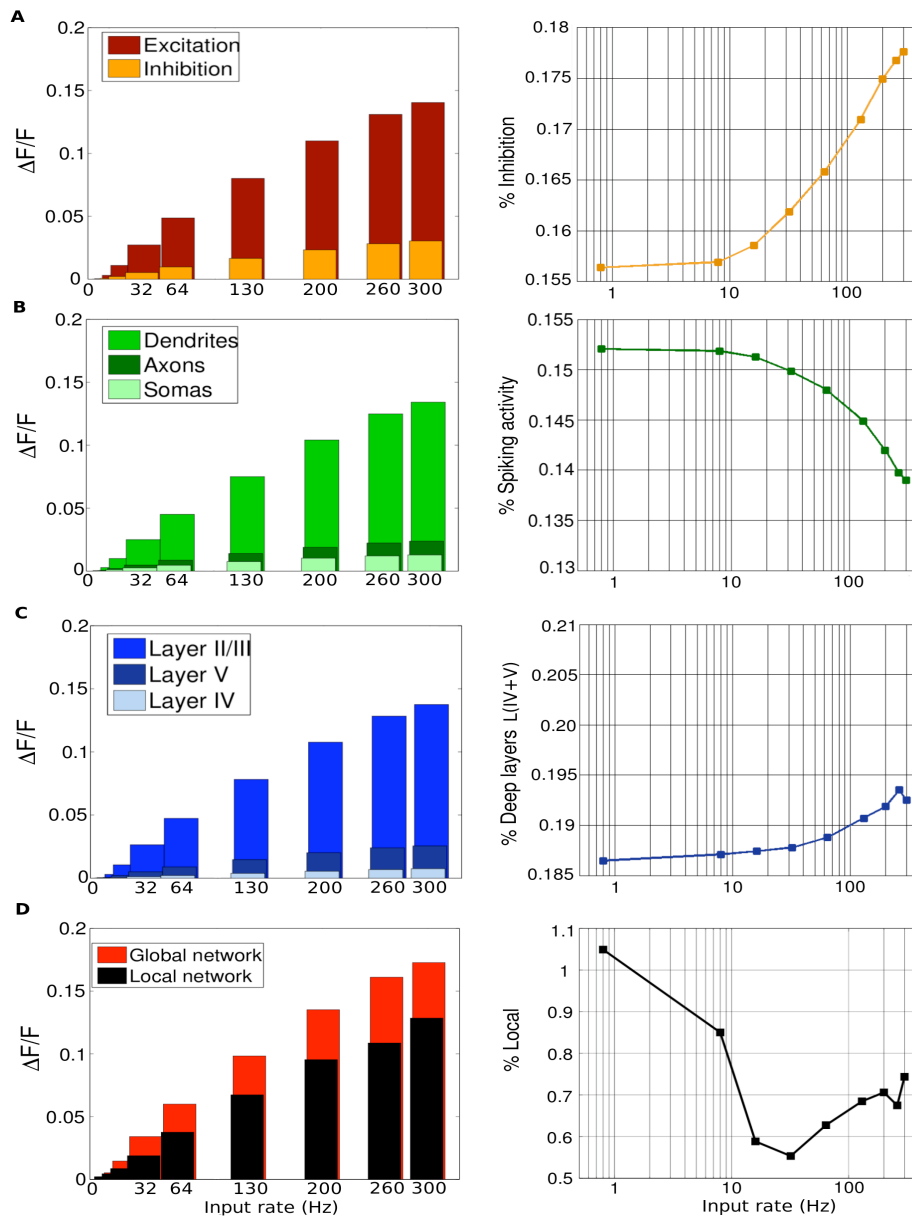 A
Excitation
Inhibition
ΔF/F
0.2
0.15
0.1
0.05
0
0 32 64 130 200 260 300
% Inhibition
0.18
0.175
0.17
0.165
0.16
0.155
1 10 100
B
Dendrites
Axons
Somas
ΔF/F
0.2
0.15
0.1
0.05
0
0 32 64 130 200 260 300
% Spiking activity
0.155
0.15
0.145
0.14
0.135
0.13
1 10 100
C
Layer II/III
Layer V
Layer IV
ΔF/F
0.2
0.15
0.1
0.05
0
0 32 64 130 200 260 300
% Deep layers L(IV+V)
0.21
0.205
0.20
0.195
0.19
0.185
1 10 100
D
Global network
Local network
ΔF/F
0.2
0.15
0.1
0.05
0
0 32 64 130 200 260 300
Input rate (Hz)
% Local
1.1
1
0.9
0.8
0.7
0.6
0.5
1 10 100
Input rate (Hz)